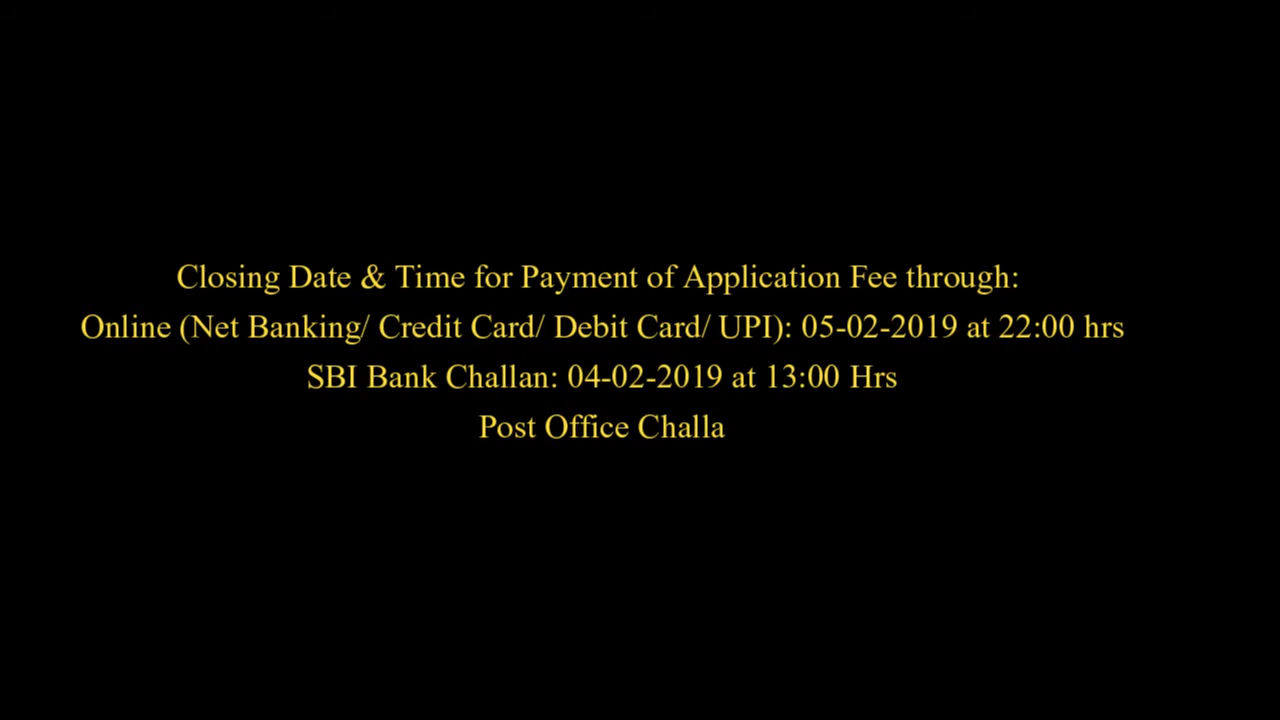 Closing Date & Time for Payment of Application Fee through:
Online (Net Banking/ Credit Card/ Debit Card/ UPI): 05-02-2019 at 22:00 hrs
SBI Bank Challan: 04-02-2019 at 13:00 Hrs
Post Office Challa